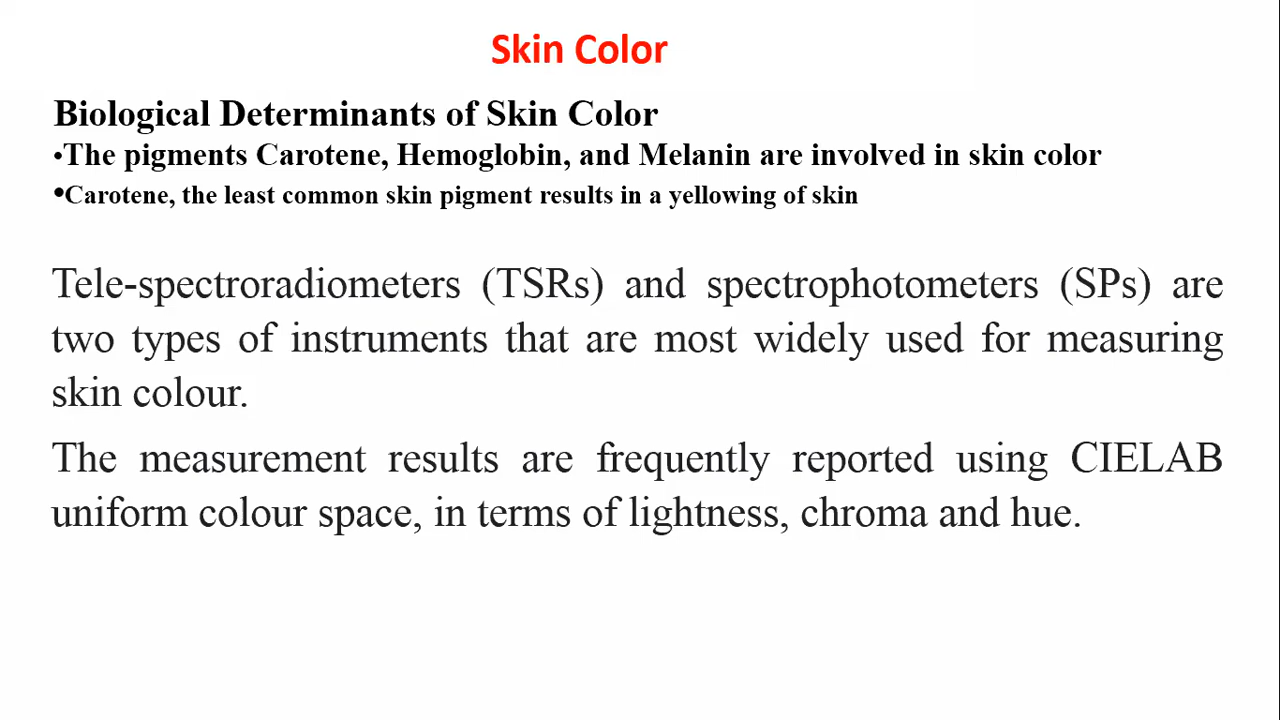 Skin Color
Biological Determinants of Skin Color
•The pigments Carotene, Hemoglobin, and Melanin are involved in skin color
•Carotene, the least common skin pigment results in a yellowing of skin
Tele-spectroradiometers (TSRs) and spectrophotometers (SPs) are
two types of instruments that are most widely used for measuring
skin colour.
The measurement results are frequently reported using CIELAB
uniform colour space, in terms of lightness, chroma and hue.